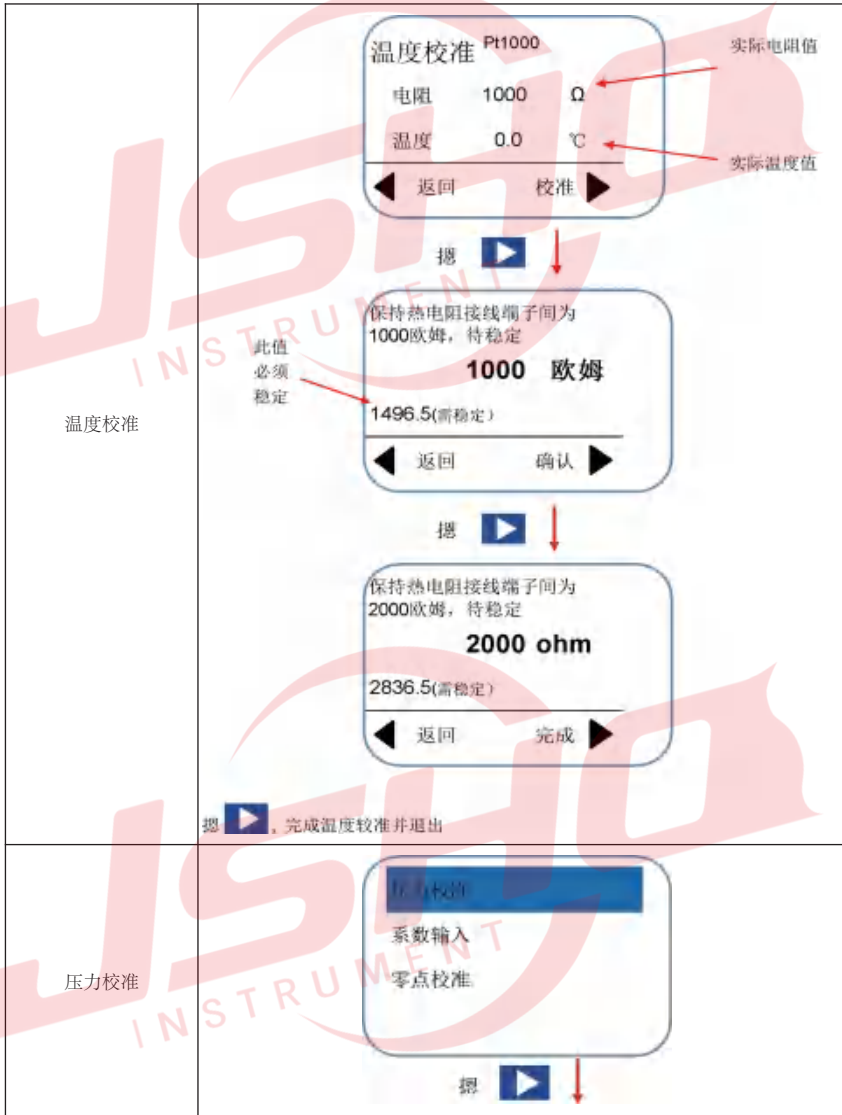 温度校准 Pt1000
实际电阻值
电阻 1000 Ω
温度 0.0 ℃
实际温度值
返回 校准
摁
保持热电阻接线端子间为
1000欧姆，待稳定
此值
必须
稳定
1000 欧姆
1496.5(需稳定）
返回 确认
温度校准
摁
保持热电阻接线端子间为
2000欧姆，待稳定
2000 ohm
2836.5(需稳定）
返回 完成
摁 ，完成温度较准并退出
压力校准
系数输入
零点校准
压力校准
摁
JSHO
INSTRUMENT
JSHO
INSTRUMENT